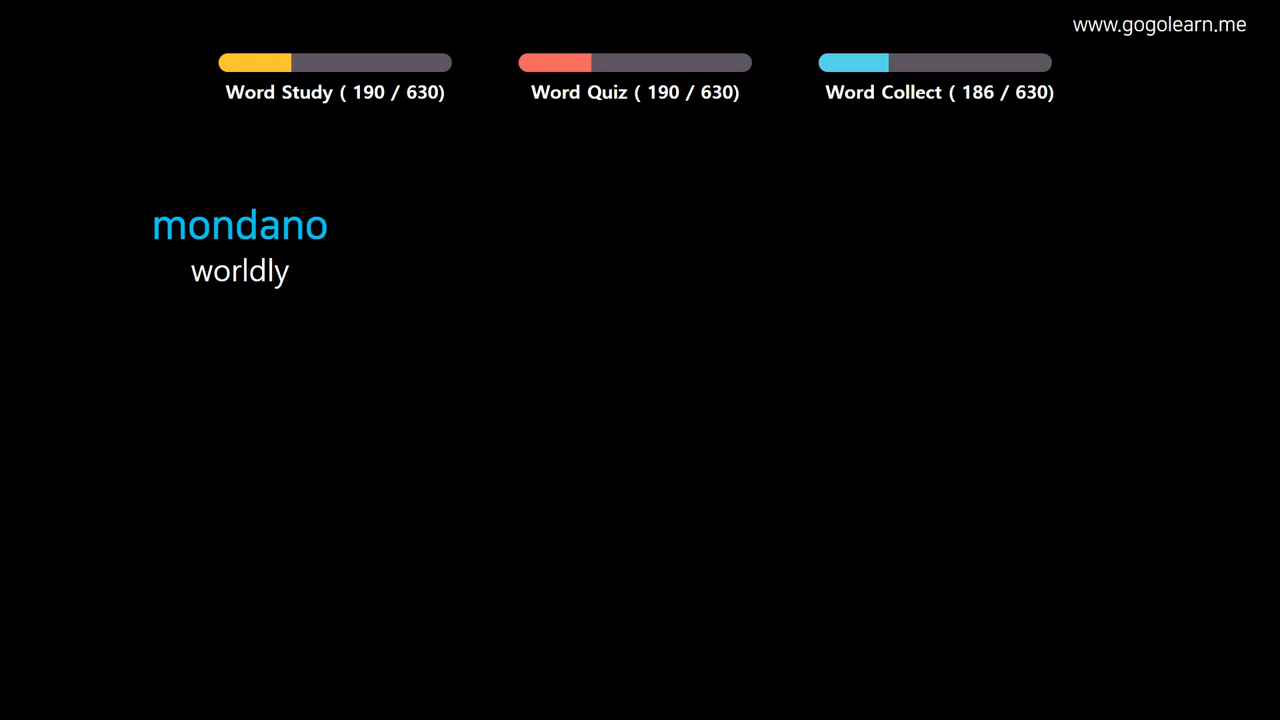 www.gogolearn.me
Word Study ( 190 / 630)
Word Quiz ( 190 / 630)
Word Collect ( 186 / 630)
mondano
worldly